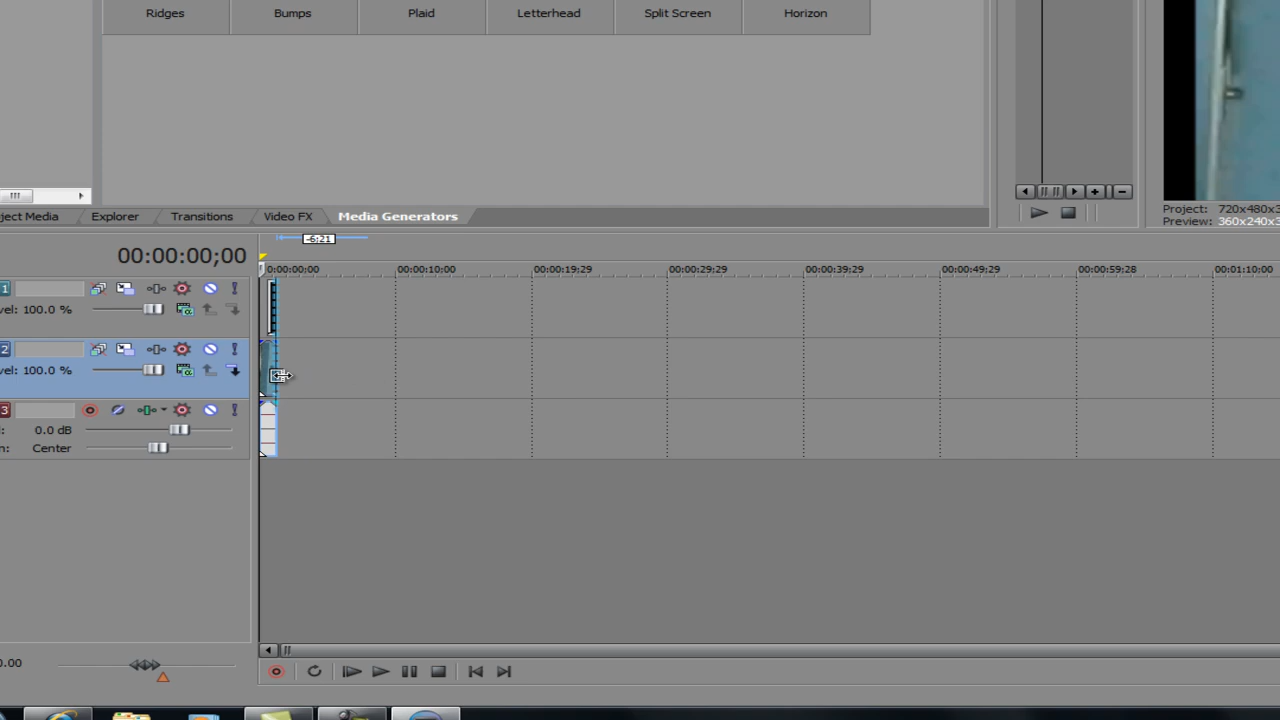 Ridges Bumps Plaid Letterhead Split Screen Horizon
ject Media Explorer Transitions Video FX Media Generators
Project: 720x480x3
Preview: 360x240x3
-6;21
00:00:00;00
0:00:00:00 00:00:10:00 00:00:19:29 00:00:29:29 00:00:39:29 00:00:49:29 00:00:59:28 00:01:10:00
1
vel: 100.0 %
2
vel: 100.0 %
3
: 0.0 dB
n: Center
0.00